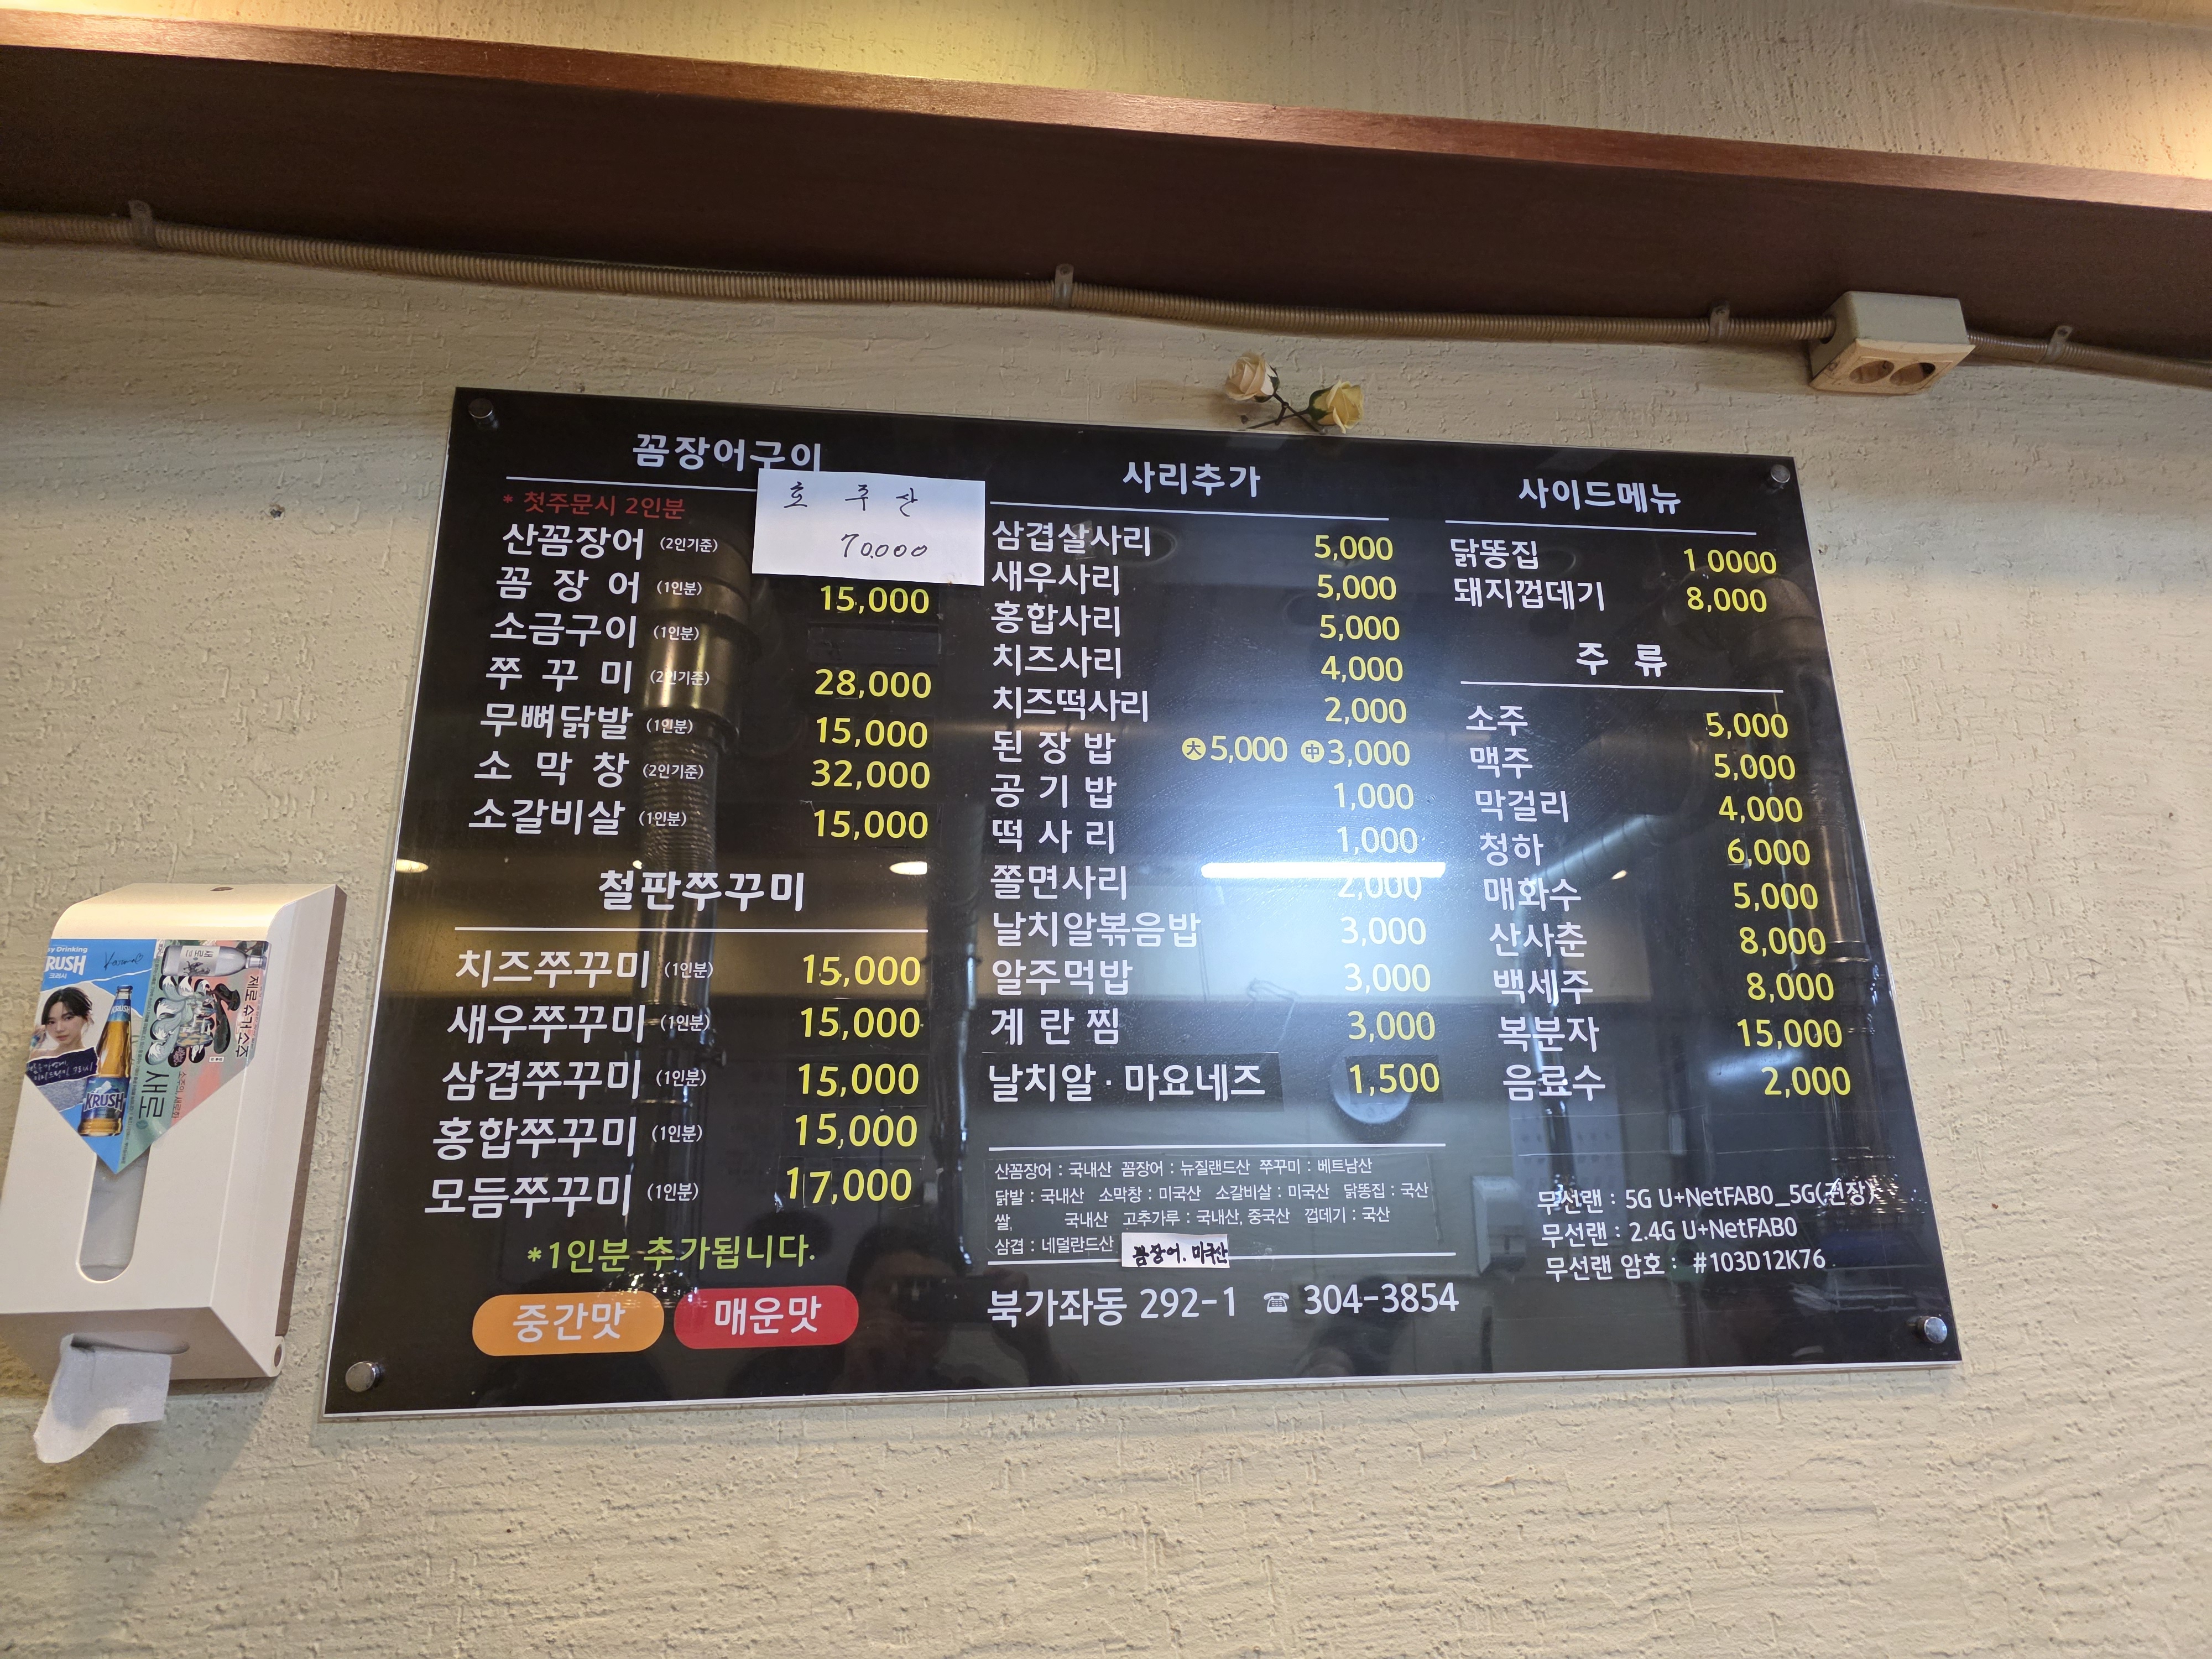 꼼장어구이
* 첫주문시 2인분
호 주 산
70.000
산꼼장어 (2인기준)
꼼 장 어 (1인분) 15,000
소금구이 (1인분)
쭈 꾸 미 (2인기준) 28,000
무뼈닭발 (1인분) 15,000
소 막 창 (2인기준) 32,000
소갈비살 (1인분) 15,000
철판쭈꾸미
치즈쭈꾸미 (1인분) 15,000
새우쭈꾸미 (1인분) 15,000
삼겹쭈꾸미 (1인분) 15,000
홍합쭈꾸미 (1인분) 15,000
모듬쭈꾸미 (1인분) 17,000
*1인분 추가됩니다.
중간맛 매운맛
사리추가
삼겹살사리 5,000
새우사리 5,000
홍합사리 5,000
치즈사리 4,000
치즈떡사리 2,000
된 장 밥 大 5,000 中 3,000
공 기 밥 1,000
떡 사 리 1,000
쫄면사리 2,000
날치알볶음밥 3,000
알주먹밥 3,000
계 란 찜 3,000
날치알 · 마요네즈 1,500
산꼼장어 : 국내산 꼼장어 : 뉴질랜드산 쭈꾸미 : 베트남산
닭발 : 국내산 소막창 : 미국산 소갈비살 : 미국산 닭똥집 : 국산
쌀, 국내산 고추가루 : 국내산, 중국산 껍데기 : 국산
삼겹 : 네덜란드산 꼼장어. 미국산
북가좌동 292-1 ☎ 304-3854
사이드메뉴
닭똥집 10000
돼지껍데기 8,000
주 류
소주 5,000
맥주 5,000
막걸리 4,000
청하 6,000
매화수 5,000
산사춘 8,000
백세주 8,000
복분자 15,000
음료수 2,000
무선랜 : 5G U+NetFAB0_5G(권장)
무선랜 : 2.4G U+NetFAB0
무선랜 암호 : #103D12K76
Drinking
KRUSH
크러시
KRUSH
새로
제로 슈거 소주